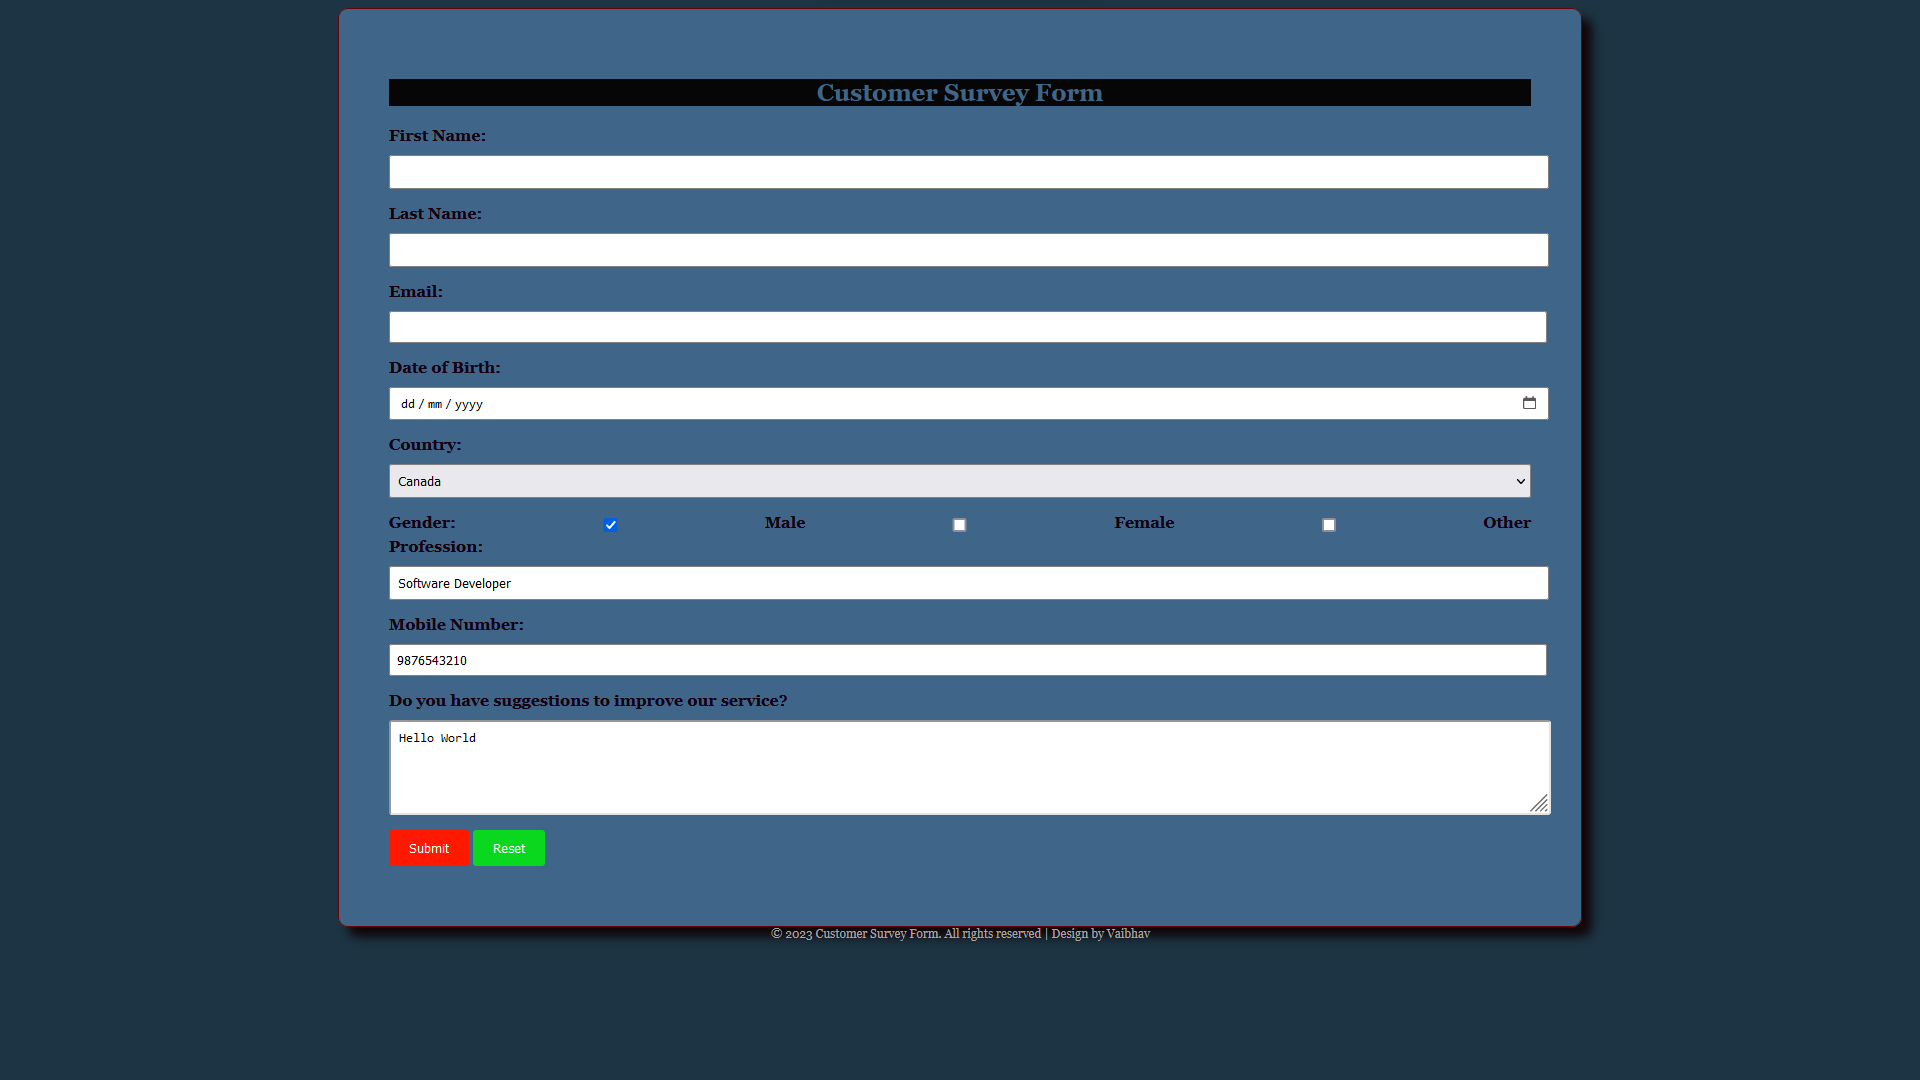 Customer Survey Form
First Name:
Last Name:
Email:
Date of Birth:
dd / mm / yyyy
Country:
Canada
Gender: Male Female Other
Profession:
Software Developer
Mobile Number:
9876543210
Do you have suggestions to improve our service?
Hello World
Submit Reset
© 2023 Customer Survey Form. All rights reserved | Design by Vaibhav